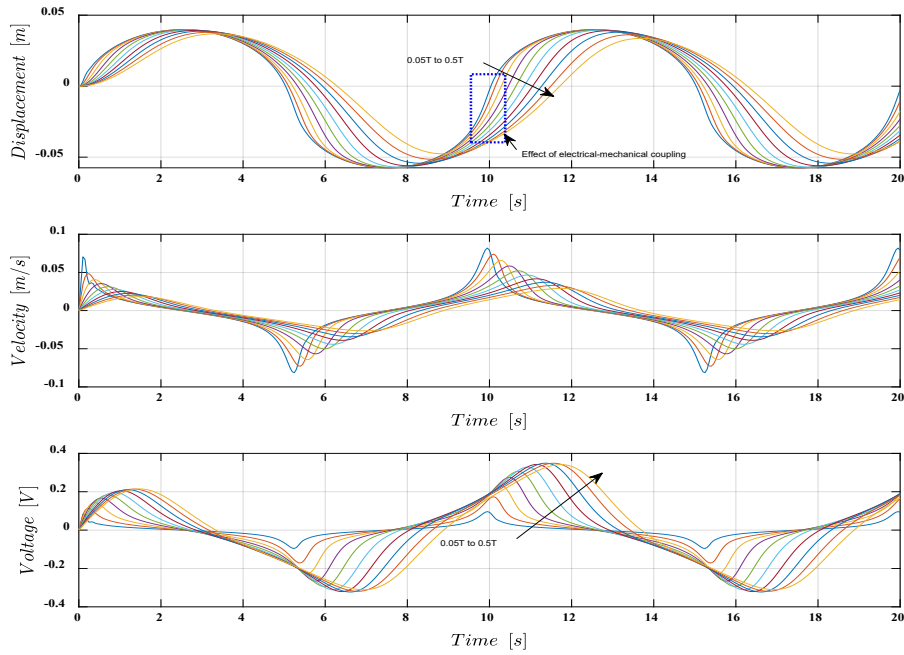 0.05
0
-0.05
Displacement [m]
0.05T to 0.5T
Effect of electrical-mechanical coupling
0 2 4 6 8 10 12 14 16 18 20
Time [s]
0.1
0.05
0
-0.05
-0.1
Velocity [m/s]
0 2 4 6 8 10 12 14 16 18 20
Time [s]
0.4
0.2
0
-0.2
-0.4
Voltage [V]
0.05T to 0.5T
0 2 4 6 8 10 12 14 16 18 20
Time [s]